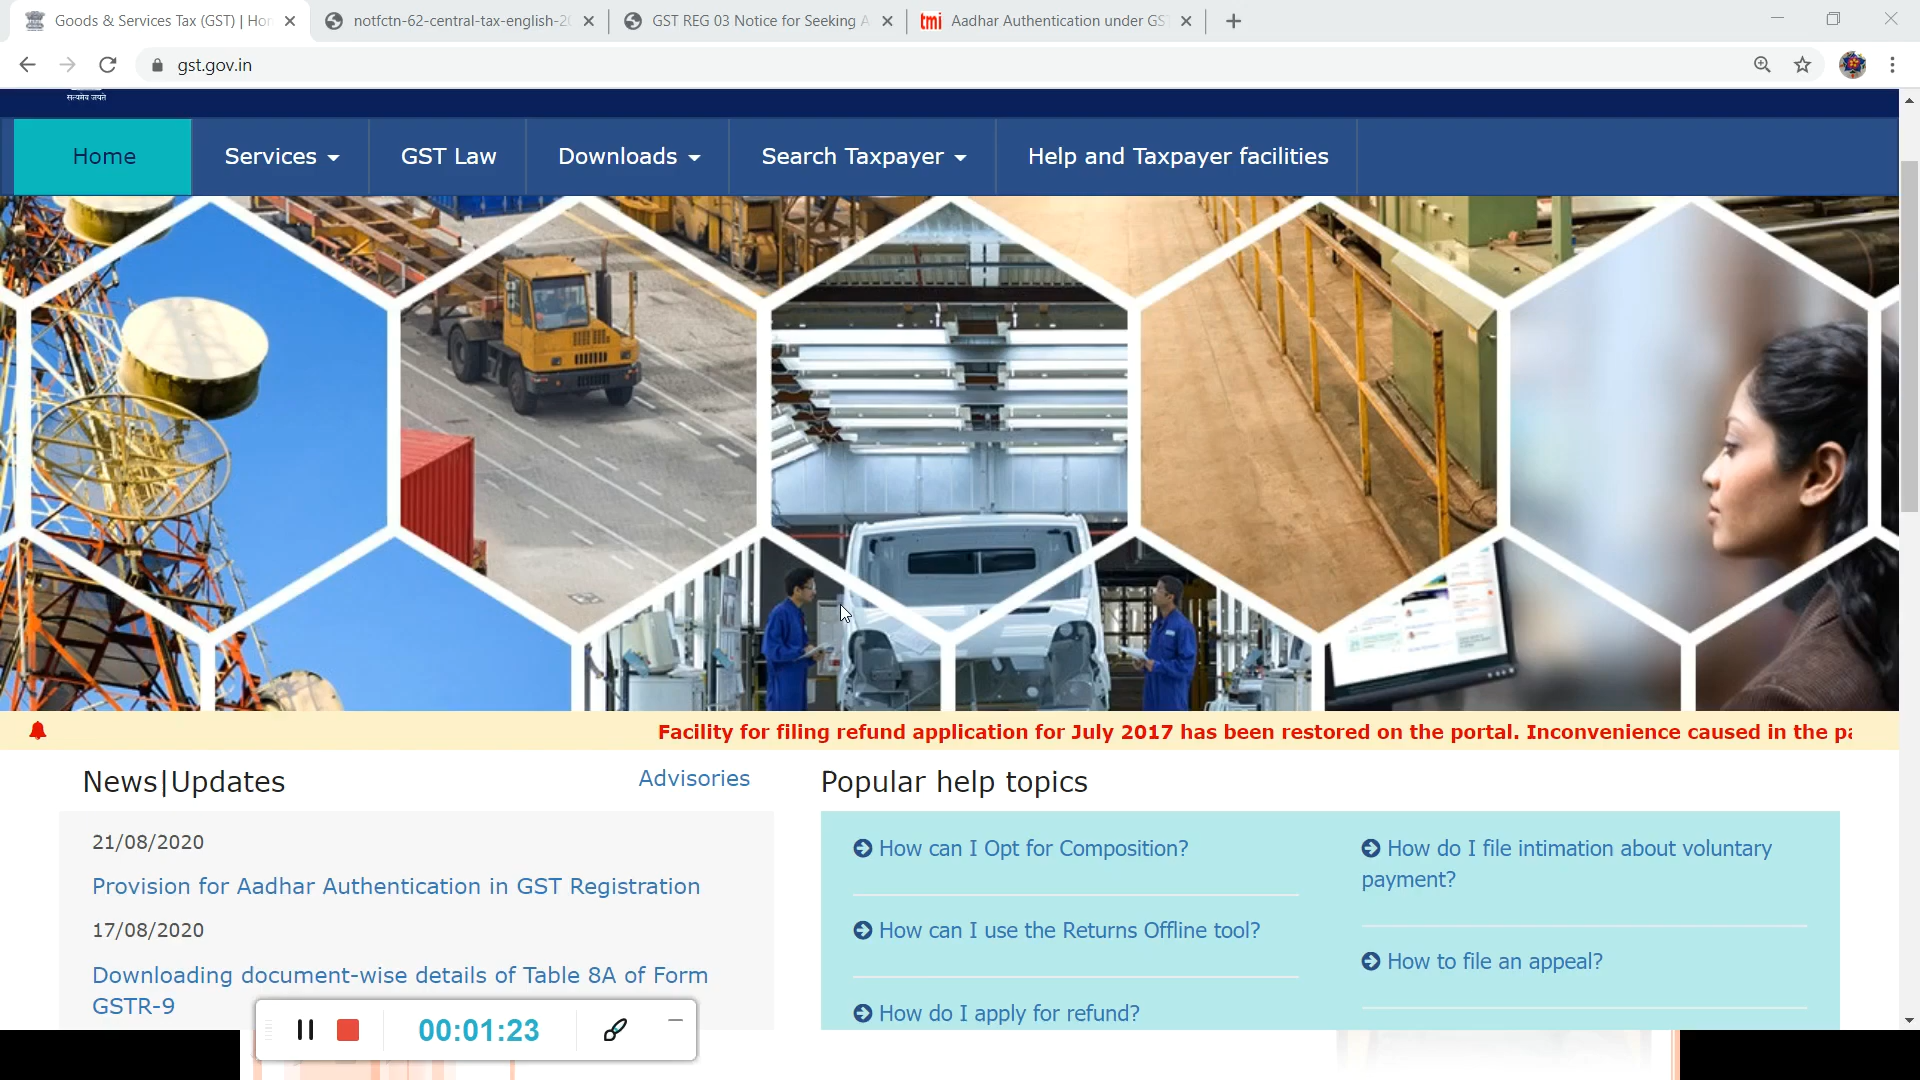 Goods & Services Tax (GST) | Hor
notfctn-62-central-tax-english-2
GST REG 03 Notice for Seeking A
tmi
Aadhar Authentication under GS
gst.gov.in
सत्यमेव जयते
Home
Services
GST Law
Downloads
Search Taxpayer
Help and Taxpayer facilities
Facility for filing refund application for July 2017 has been restored on the portal. Inconvenience caused in the pa
News|Updates
Advisories
21/08/2020
Provision for Aadhar Authentication in GST Registration
17/08/2020
Downloading document-wise details of Table 8A of Form
GSTR-9
Popular help topics
How can I Opt for Composition?
How can I use the Returns Offline tool?
How do I apply for refund?
How do I file intimation about voluntary
payment?
How to file an appeal?
00:01:23